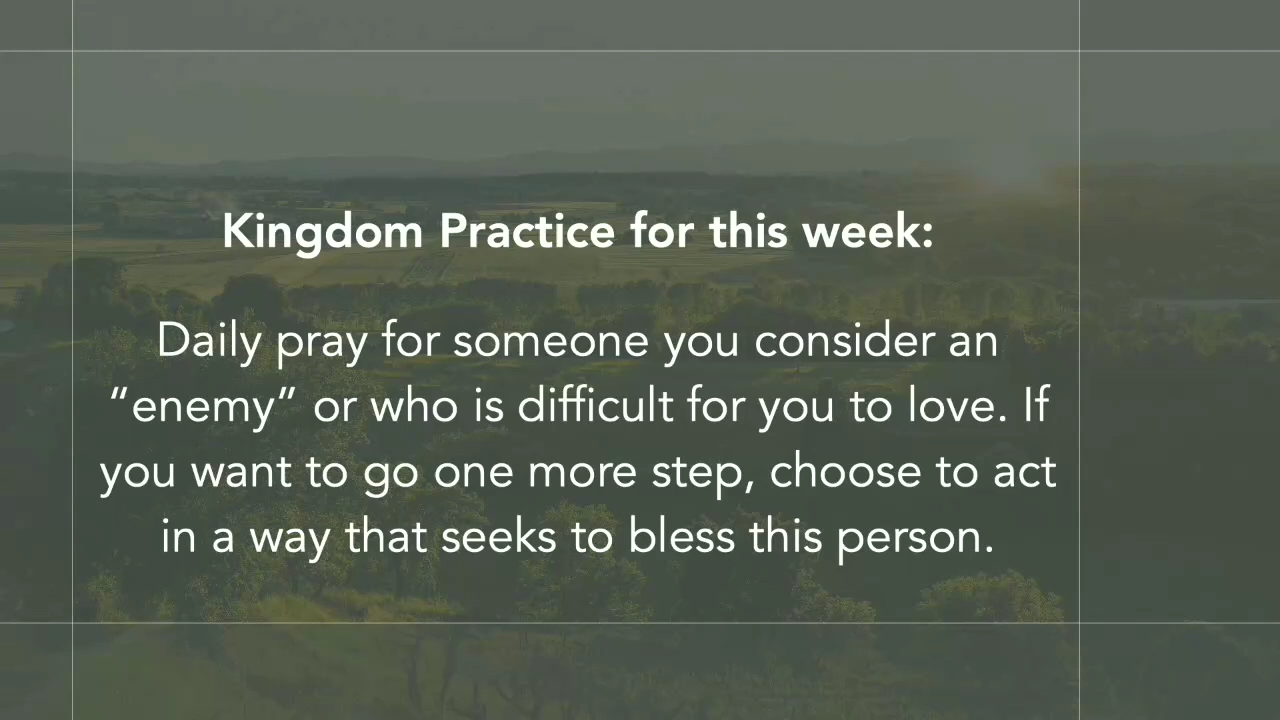 Kingdom Practice for this week:
Daily pray for someone you consider an
“enemy” or who is difficult for you to love. If
you want to go one more step, choose to act
in a way that seeks to bless this person.